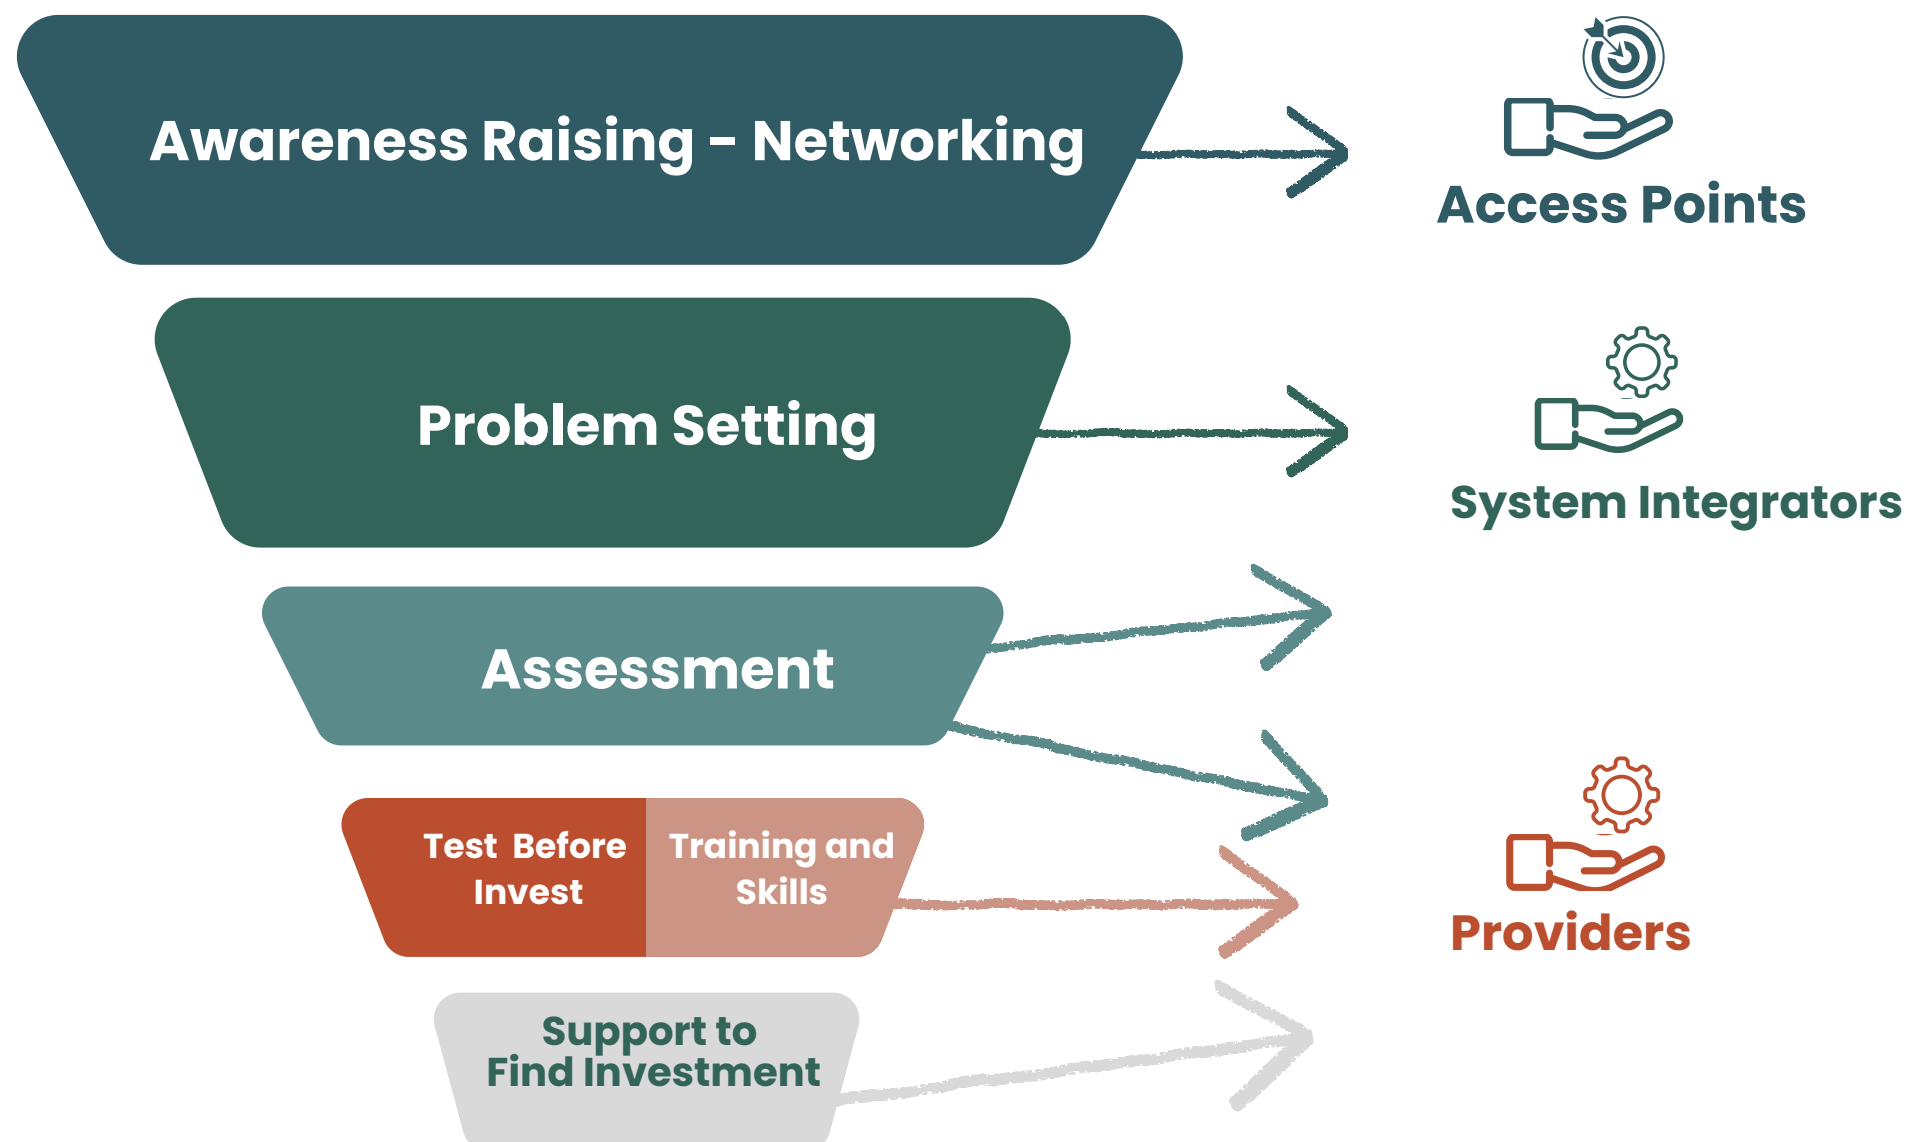 Awareness Raising - Networking
Access Points
Problem Setting
System Integrators
Assessment
Test Before
Invest
Training and
Skills
Providers
Support to
Find Investment